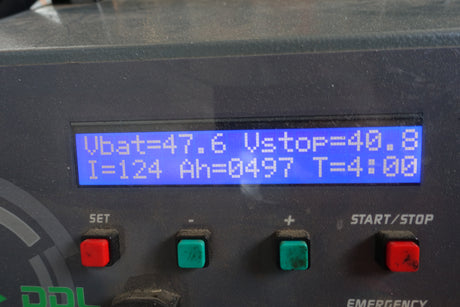 Vbat=47.6 Vstop=40.8
I=124 Ah=0497 T=4:00
SET - + START/STOP
EMERGENCY